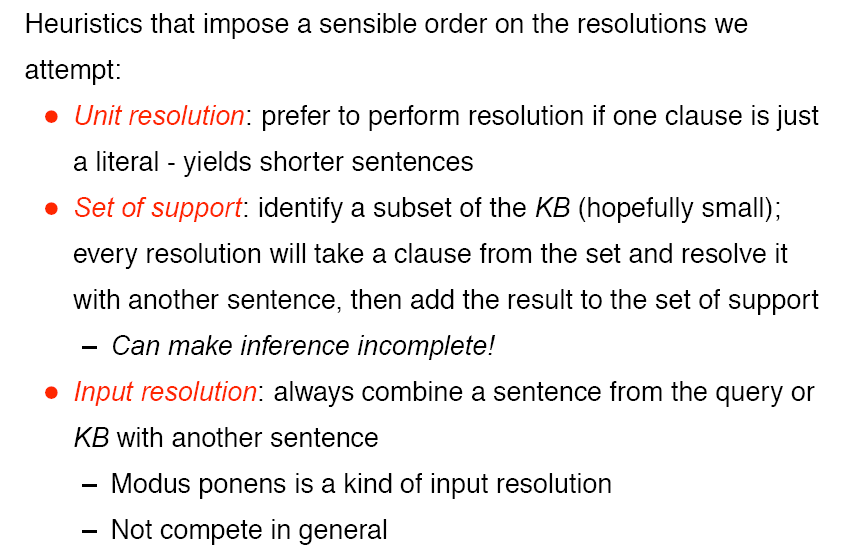 Heuristics that impose a sensible order on the resolutions we
attempt:
● Unit resolution: prefer to perform resolution if one clause is just
a literal - yields shorter sentences
● Set of support: identify a subset of the KB (hopefully small);
every resolution will take a clause from the set and resolve it
with another sentence, then add the result to the set of support
– Can make inference incomplete!
● Input resolution: always combine a sentence from the query or
KB with another sentence
– Modus ponens is a kind of input resolution
– Not compete in general